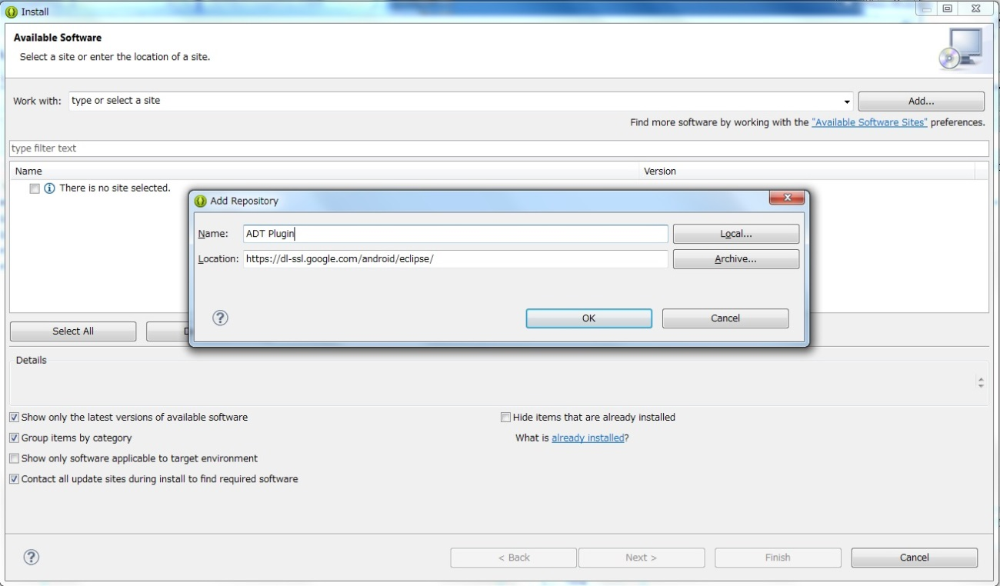 Install
Available Software
Select a site or enter the location of a site.
Work with: type or select a site Add...
Find more software by working with the "Available Software Sites" preferences.
type filter text
Name Version
There is no site selected.
Add Repository
Name: ADT Plugin Local...
Location: https://dl-ssl.google.com/android/eclipse/ Archive...
OK Cancel
Select All
Details
Show only the latest versions of available software Hide items that are already installed
Group items by category What is already installed?
Show only software applicable to target environment
Contact all update sites during install to find required software
< Back Next > Finish Cancel